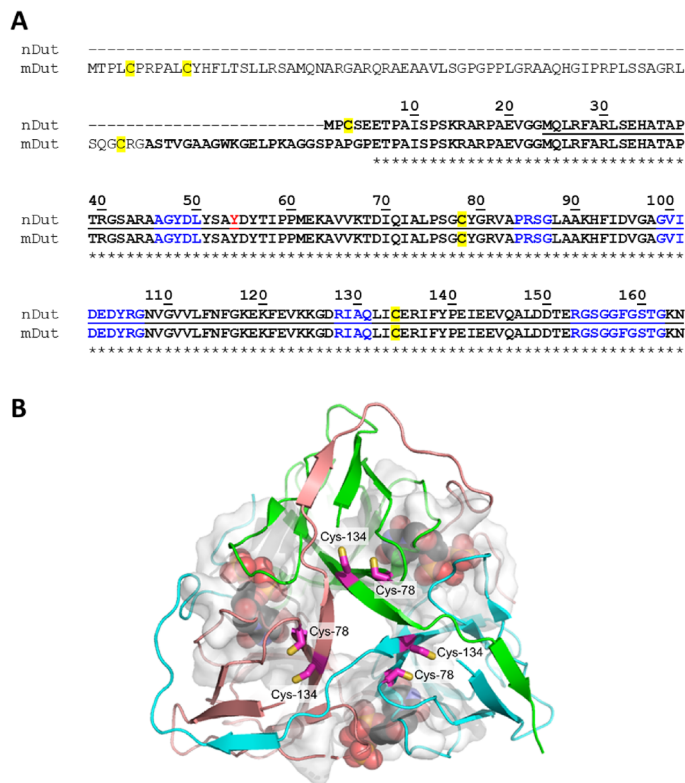 A
nDut ---------------------------------------------------------------
mDut MTPLCPRPALCYHFLTSLLRSAMQNARGARQRAEAAVLSGPGPPLGRAAQHGIPRPLSSAGRL
10 20 30
nDut -------------------------MPCSEETPAISPSKRARPAEVGGMQLRFARLSEHATAP
mDut SQGCRGASTVGAAGWKGELPKAGGSPAPGPETPAISPSKRARPAEVGGMQLRFARLSEHATAP
*********************************
40 50 60 70 80 90 100
nDut TRGSARAAGYDLYSAYDYTIPPMEKAVVKTDIQIALPSGCYGRVAPRSGLAAKHFIDVGAGVI
mDut TRGSARAAGYDLYSAYDYTIPPMEKAVVKTDIQIALPSGCYGRVAPRSGLAAKHFIDVGAGVI
***************************************************************
110 120 130 140 150 160
nDut DEDYRGNVGVVLFNFGKEKFEVKKGDRIAQLICERIFYPEIEEVQALDDTERGSGGFGSTGKN
mDut DEDYRGNVGVVLFNFGKEKFEVKKGDRIAQLICERIFYPEIEEVQALDDTERGSGGFGSTGKN
***************************************************************
B
Cys-134
Cys-78
Cys-78
Cys-134
Cys-134
Cys-78